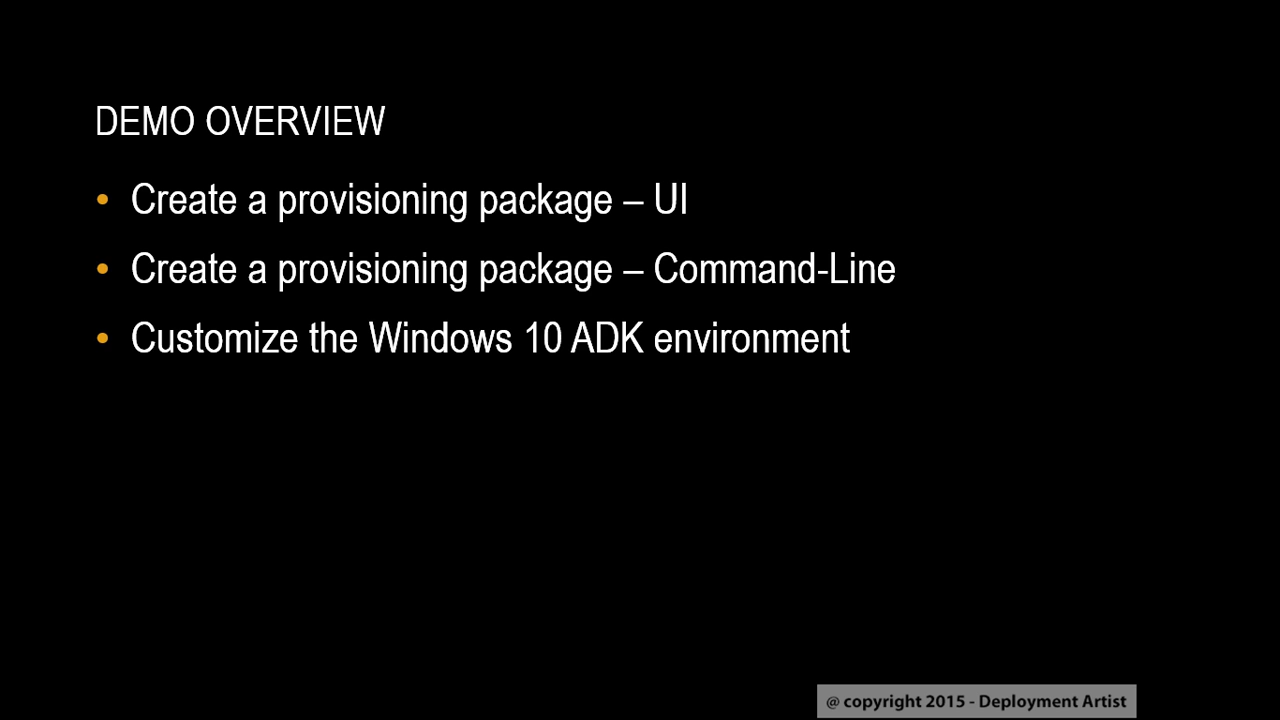 DEMO OVERVIEW
• Create a provisioning package – UI
• Create a provisioning package – Command-Line
• Customize the Windows 10 ADK environment
@ copyright 2015 - Deployment Artist